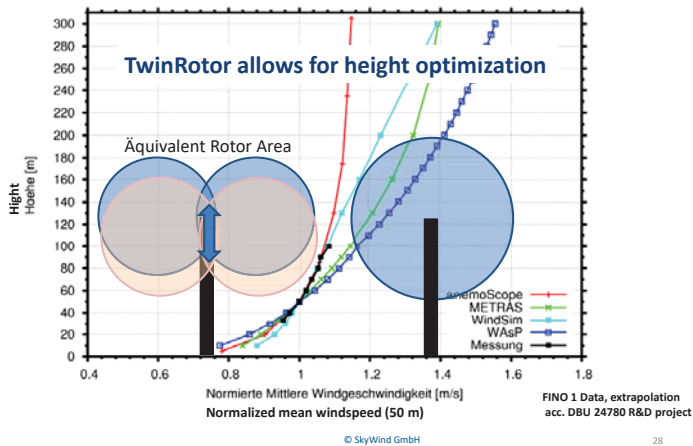 TwinRotor allows for height optimization
Äquivalent Rotor Area
Hight
Hoehe [m]
300
280
260
240
220
200
180
160
140
120
100
80
60
40
20
0
0.4 0.6 0.8 1 1.2 1.4 1.6 1.8
anemoScope
METRAS
WindSim
WAsP
Messung
Normierte Mittlere Windgeschwindigkeit [m/s]
Normalized mean windspeed (50 m)
FINO 1 Data, extrapolation
acc. DBU 24780 R&D project
© SkyWind GmbH
28